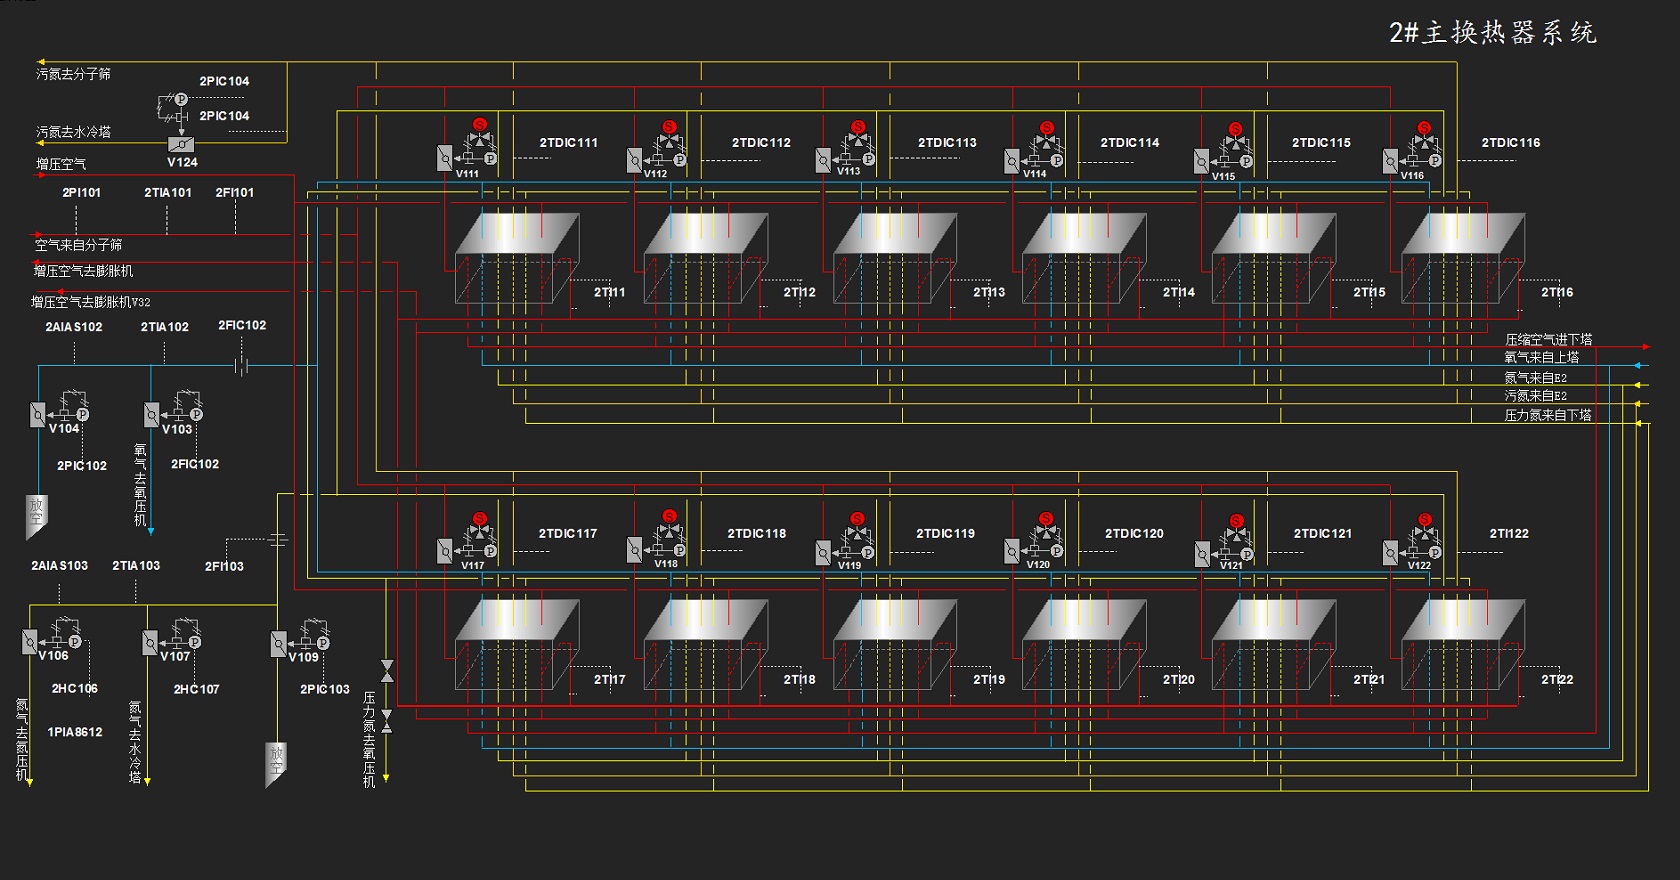 2#主换热器系统
污氮去分子筛
2PIC104
P
2PIC104
污氮去水冷塔
V124
增压空气
2PI101
2TIA101
2FI101
空气来自分子筛
增压空气去膨胀机
增压空气去膨胀机V32
S
P
V111
2TDIC111
S
P
V112
2TDIC112
S
P
V113
2TDIC113
S
P
V114
2TDIC114
S
P
V115
2TDIC115
S
P
V116
2TDIC116
2TI11
2TI12
2TI13
2TI14
2TI15
2TI16
压缩空气进下塔
氧气来自上塔
氮气来自E2
污氮来自E2
压力氮来自下塔
2AIAS102
2TIA102
2FIC102
P
V104
P
V103
2PIC102
2FIC102
氧气去氧压机
放空
2FI103
2AIAS103
2TIA103
P
V106
P
V107
P
V109
2HC106
2HC107
2PIC103
1PIA8612
氮气去氮压机
氮气去水冷塔
放空
压力氮去氧压机
S
P
V117
2TDIC117
S
P
V118
2TDIC118
S
P
V119
2TDIC119
S
P
V120
2TDIC120
S
P
V121
2TDIC121
S
P
V122
2TI122
2TI17
2TI18
2TI19
2TI20
2TI21
2TI22